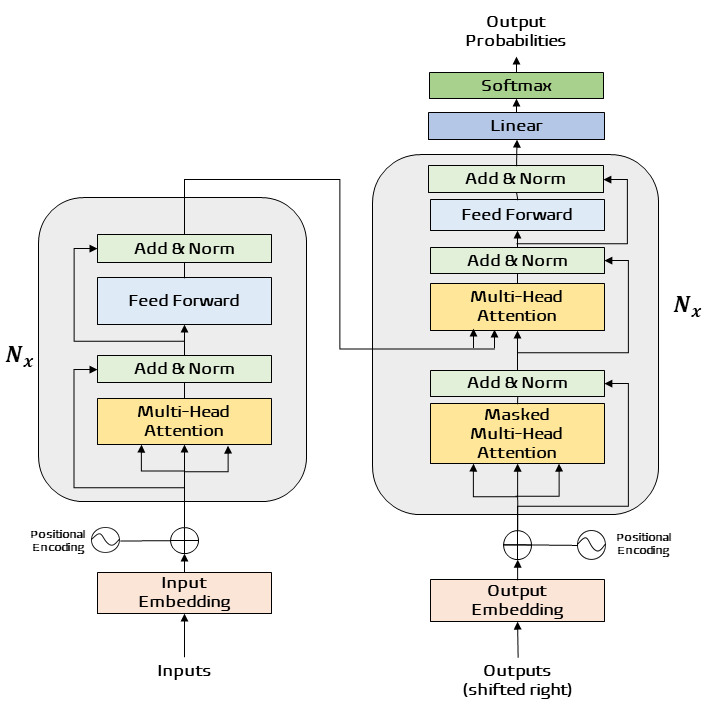 Output
Probabilities
Softmax
Linear
Add & Norm
Feed Forward
Add & Norm
Multi-Head
Attention
Add & Norm
Masked
Multi-Head
Attention
Nx
Positional
Encoding
Output
Embedding
Outputs
(shifted right)
Add & Norm
Feed Forward
Nx
Add & Norm
Multi-Head
Attention
Positional
Encoding
Input
Embedding
Inputs